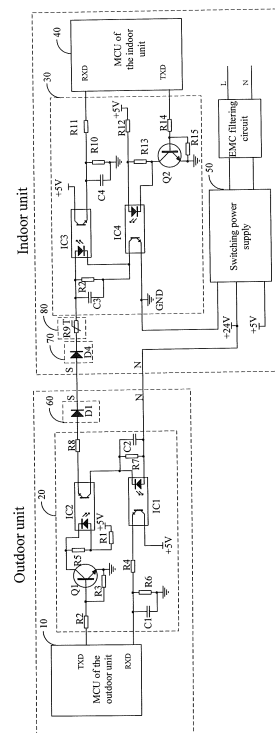 Outdoor unit
10
MCU of the
outdoor unit
TXD
RXD
20
R2
Q1
R3
R5
R1
+5V
IC2
R8
R4
C1
R6
+5V
IC1
R7
C2
60
D1
S
N
Indoor unit
S
N
70
D4
80
R9
T
30
C3
R2
IC3
+5V
R11
R10
C4
IC4
+5V
R12
R13
R14
R15
Q2
GND
40
RXD
MCU of
the indoor
unit
TXD
+24V
+5V
50
Switching power
supply
EMC filtering
circuit
L
N